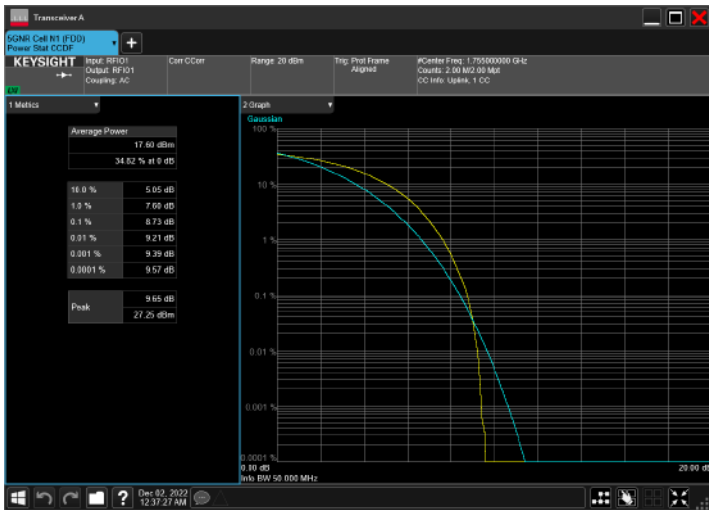 Transceiver A
5GNR Cell N1 (FDD)
Power Stat CCDF
KEYSIGHT
Input: RFIO1
Output: RFIO1
Coupling: AC
Corr CCorr
Range: 20 dBm
Trig: Prot Frame
Aligned
#Center Freq: 1.755000000 GHz
Counts: 2.00 M/2.00 Mpt
CC Info: Uplink, 1 CC
1 Metrics
Average Power
17.60 dBm
34.82 % at 0 dB
10.0 % 5.05 dB
1.0 % 7.60 dB
0.1 % 8.73 dB
0.01 % 9.21 dB
0.001 % 9.39 dB
0.0001 % 9.57 dB
Peak
9.65 dB
27.25 dBm
2 Graph
Gaussian
100 %
10 %
1 %
0.1 %
0.01 %
0.001 %
0.0001 %
0.00 dB
20.00 dB
Info BW 50.000 MHz
Dec 02, 2022
12:37:27 AM